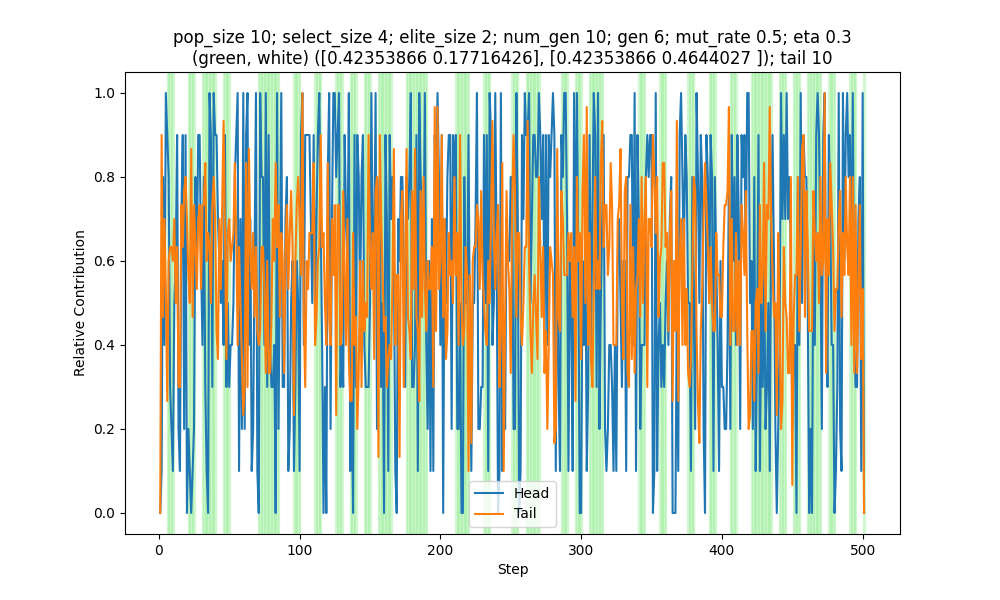 pop_size 10; select_size 4; elite_size 2; num_gen 10; gen 6; mut_rate 0.5; eta 0.3
(green, white) ([0.42353866 0.17716426], [0.42353866 0.4644027 ]); tail 10
1.0
0.8
0.6
0.4
0.2
0.0
Relative Contribution
Head
Tail
0
100
200
300
400
500
Step